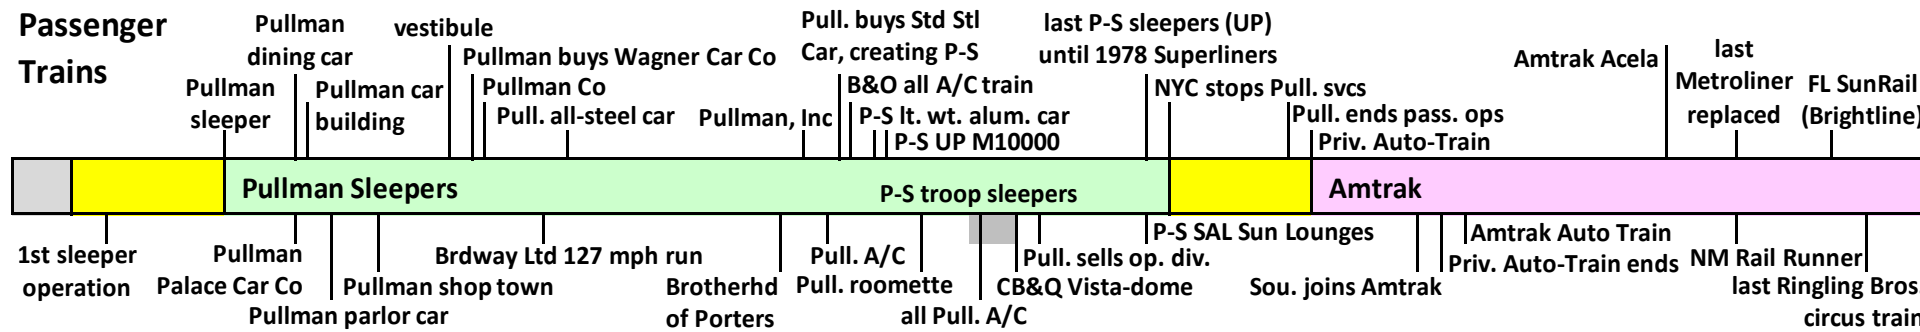 Passenger
Trains
Pullman
dining car
vestibule
Pull. buys Std Stl
Car, creating P-S
last P-S sleepers (UP)
until 1978 Superliners
Amtrak Acela
last
Metroliner
replaced
FL SunRail
(Brightline)
Pullman
sleeper
Pullman car
building
Pullman buys Wagner Car Co
Pullman Co
Pull. all-steel car
Pullman, Inc
B&O all A/C train
P-S lt. wt. alum. car
P-S UP M10000
NYC stops Pull. svcs
Pull. ends pass. ops
Priv. Auto-Train
Pullman Sleepers
P-S troop sleepers
Amtrak
1st sleeper
operation
Pullman
Palace Car Co
Pullman parlor car
Pullman shop town
Brdway Ltd 127 mph run
Brotherhd
of Porters
Pull. A/C
Pull. roomette
all Pull. A/C
CB&Q Vista-dome
Pull. sells op. div.
P-S SAL Sun Lounges
Sou. joins Amtrak
Priv. Auto-Train ends
Amtrak Auto Train
NM Rail Runner
last Ringling Bros.
circus train